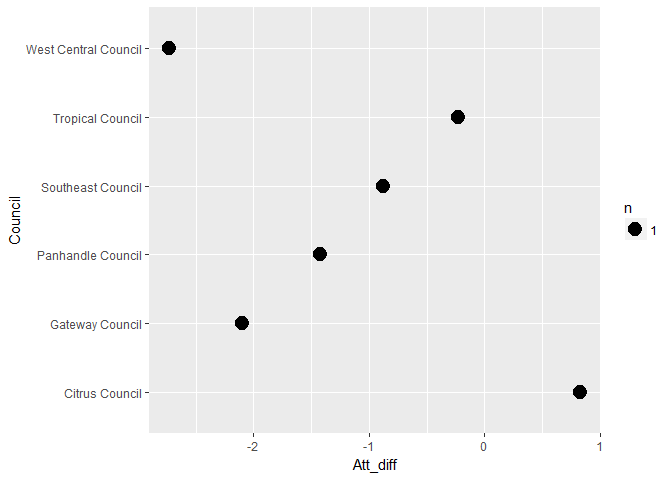 West Central Council
Tropical Council
Southeast Council
Panhandle Council
Gateway Council
Citrus Council
Council
-2
-1
0
1
Att_diff
n
1